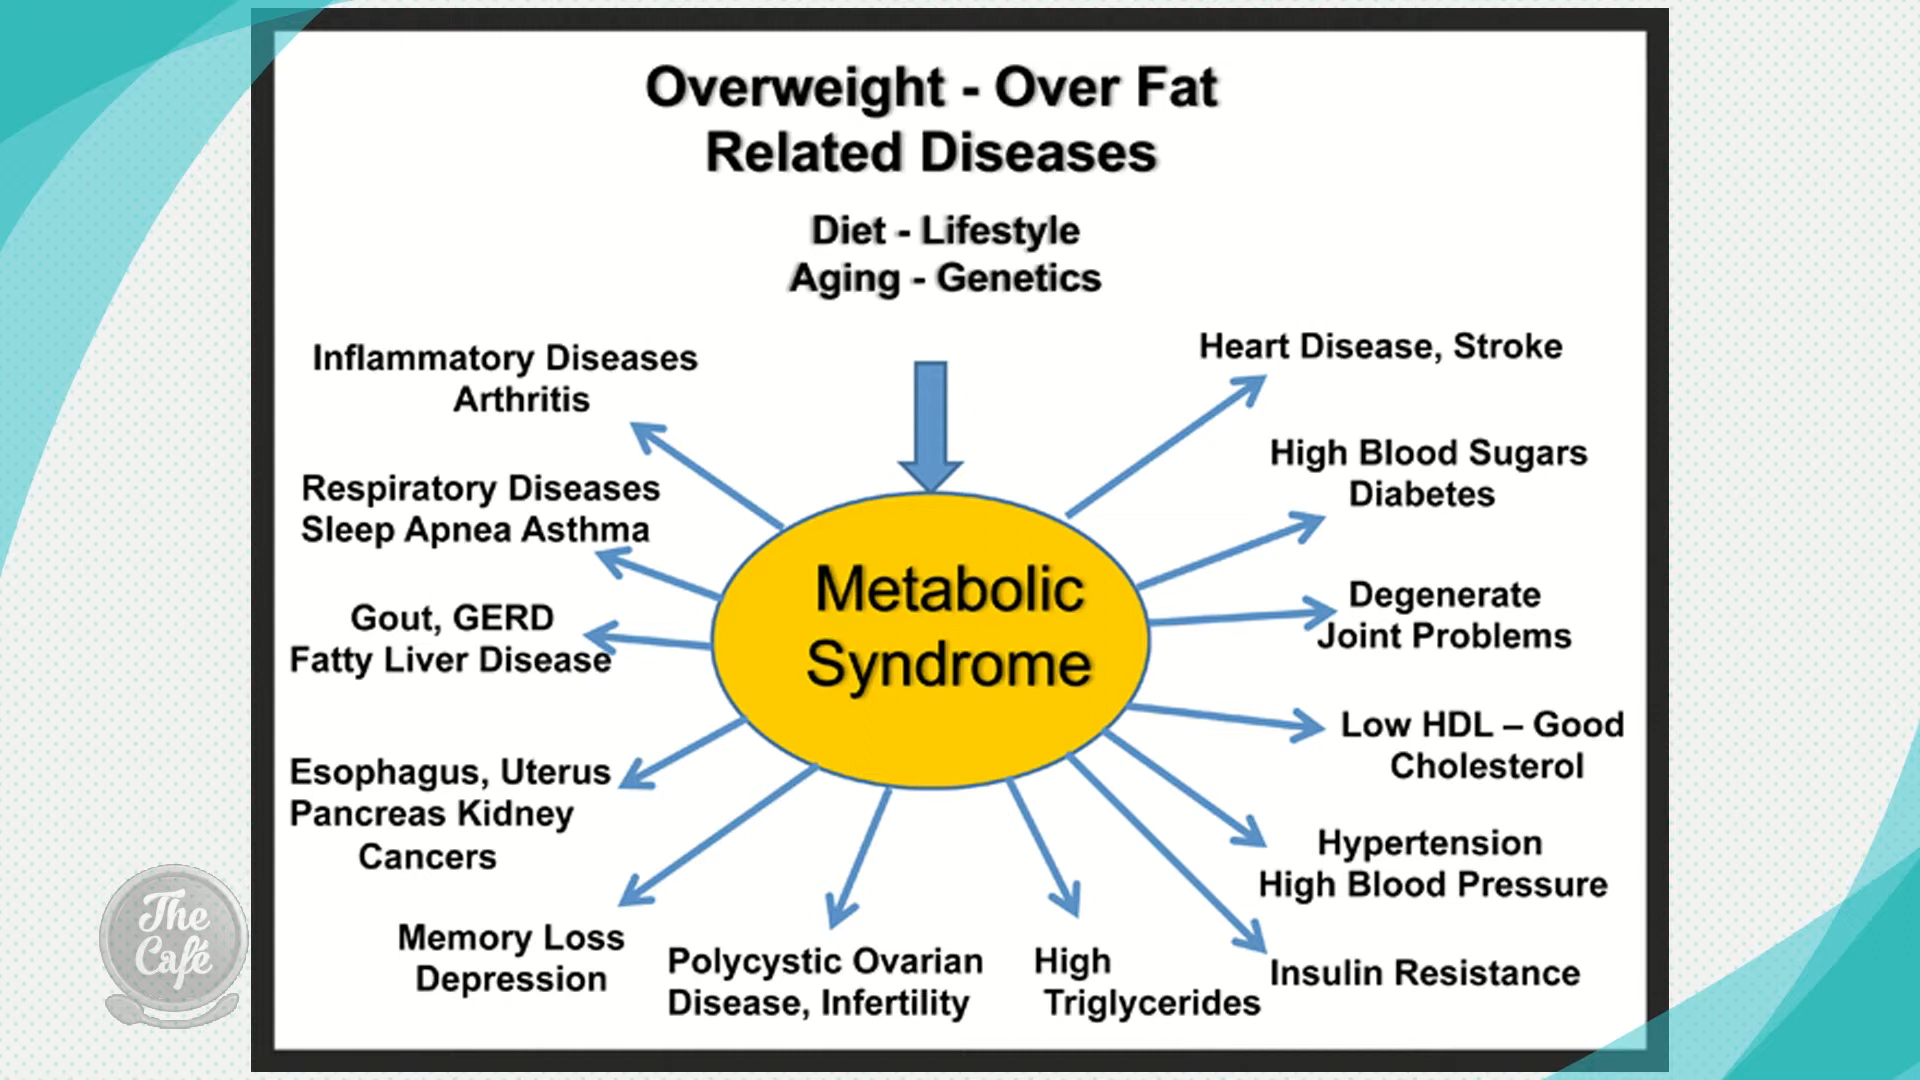 Overweight - Over Fat
Related Diseases
Diet - Lifestyle
Aging - Genetics
Inflammatory Diseases
Arthritis
Heart Disease, Stroke
Respiratory Diseases
Sleep Apnea Asthma
High Blood Sugars
Diabetes
Metabolic
Syndrome
Gout, GERD
Fatty Liver Disease
Degenerate
Joint Problems
Low HDL – Good
Cholesterol
Esophagus, Uterus
Pancreas Kidney
Cancers
Hypertension
High Blood Pressure
Memory Loss
Depression
Polycystic Ovarian
Disease, Infertility
High
Triglycerides
Insulin Resistance
The
Café